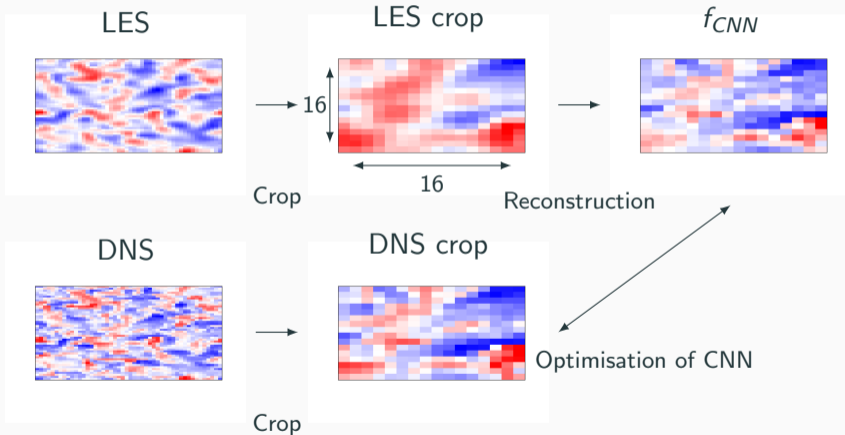 LES
LES crop
f_CNN
16
16
Crop
Reconstruction
DNS
DNS crop
Optimisation of CNN
Crop